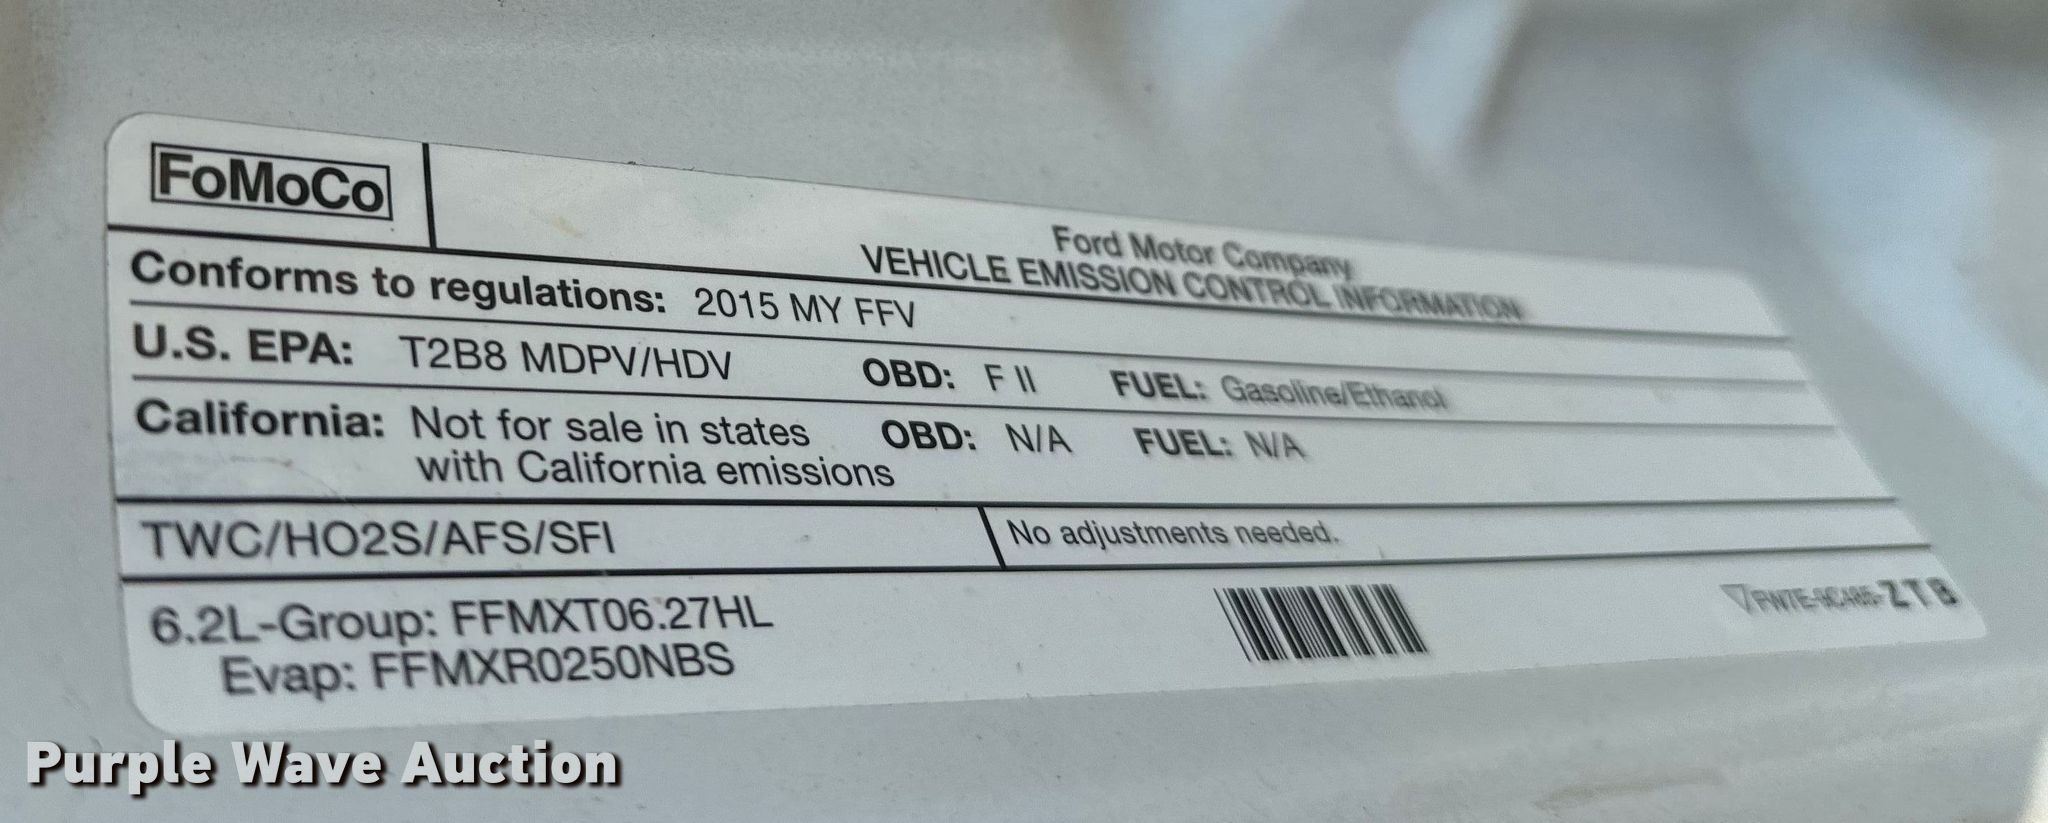 FoMoCo
Ford Motor Company
VEHICLE EMISSION CONTROL INFORMATION
Conforms to regulations: 2015 MY FFV
U.S. EPA: T2B8 MDPV/HDV OBD: F II FUEL: Gasoline/Ethanol
California: Not for sale in states OBD: N/A FUEL: N/A
with California emissions
TWC/HO2S/AFS/SFI No adjustments needed.
6.2L-Group: FFMXT06.27HL
Evap: FFMXR0250NBS
ZTB
Purple Wave Auction